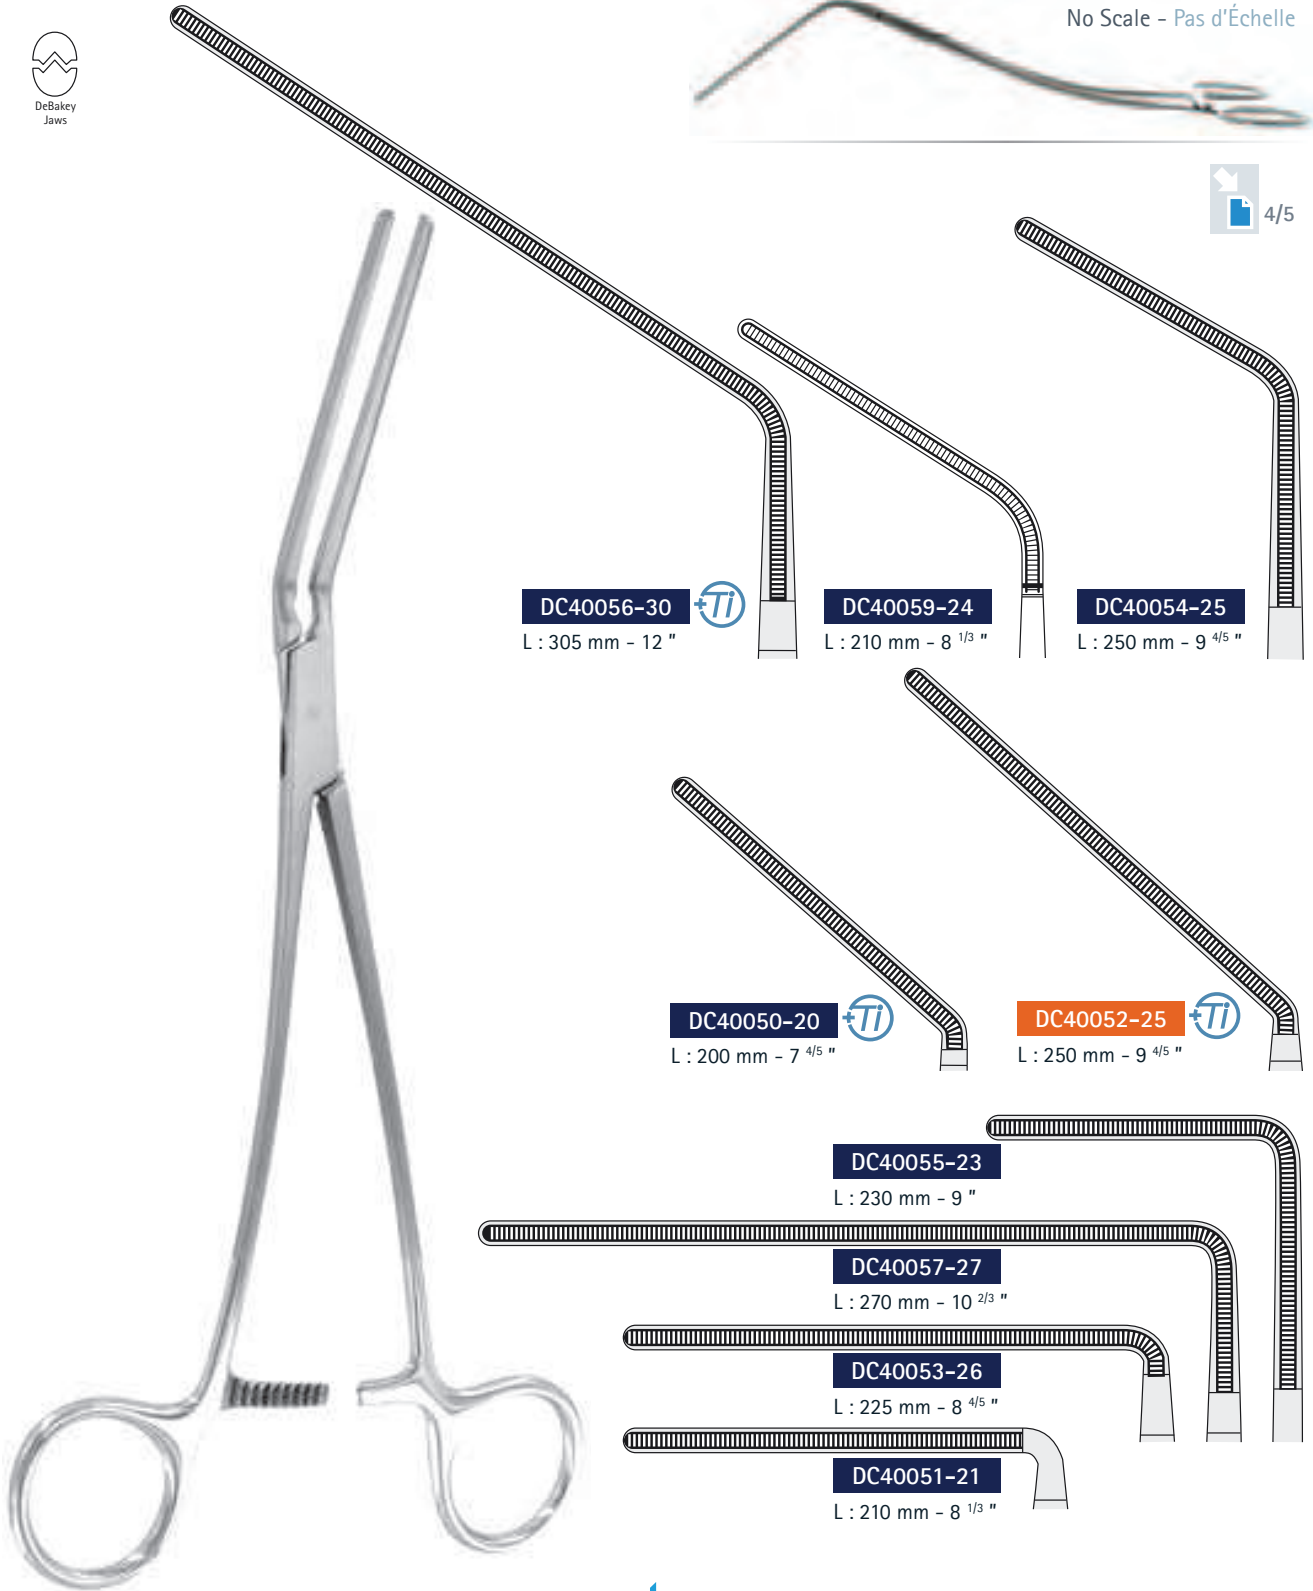 No Scale - Pas d'Échelle
DeBakey
Jaws
4/5
DC40056-30
+Ti
L : 305 mm - 12 "
DC40059-24
L : 210 mm - 8 1/3 "
DC40054-25
L : 250 mm - 9 4/5 "
DC40050-20
+Ti
L : 200 mm - 7 4/5 "
DC40052-25
+Ti
L : 250 mm - 9 4/5 "
DC40055-23
L : 230 mm - 9 "
DC40057-27
L : 270 mm - 10 2/3 "
DC40053-26
L : 225 mm - 8 4/5 "
DC40051-21
L : 210 mm - 8 1/3 "